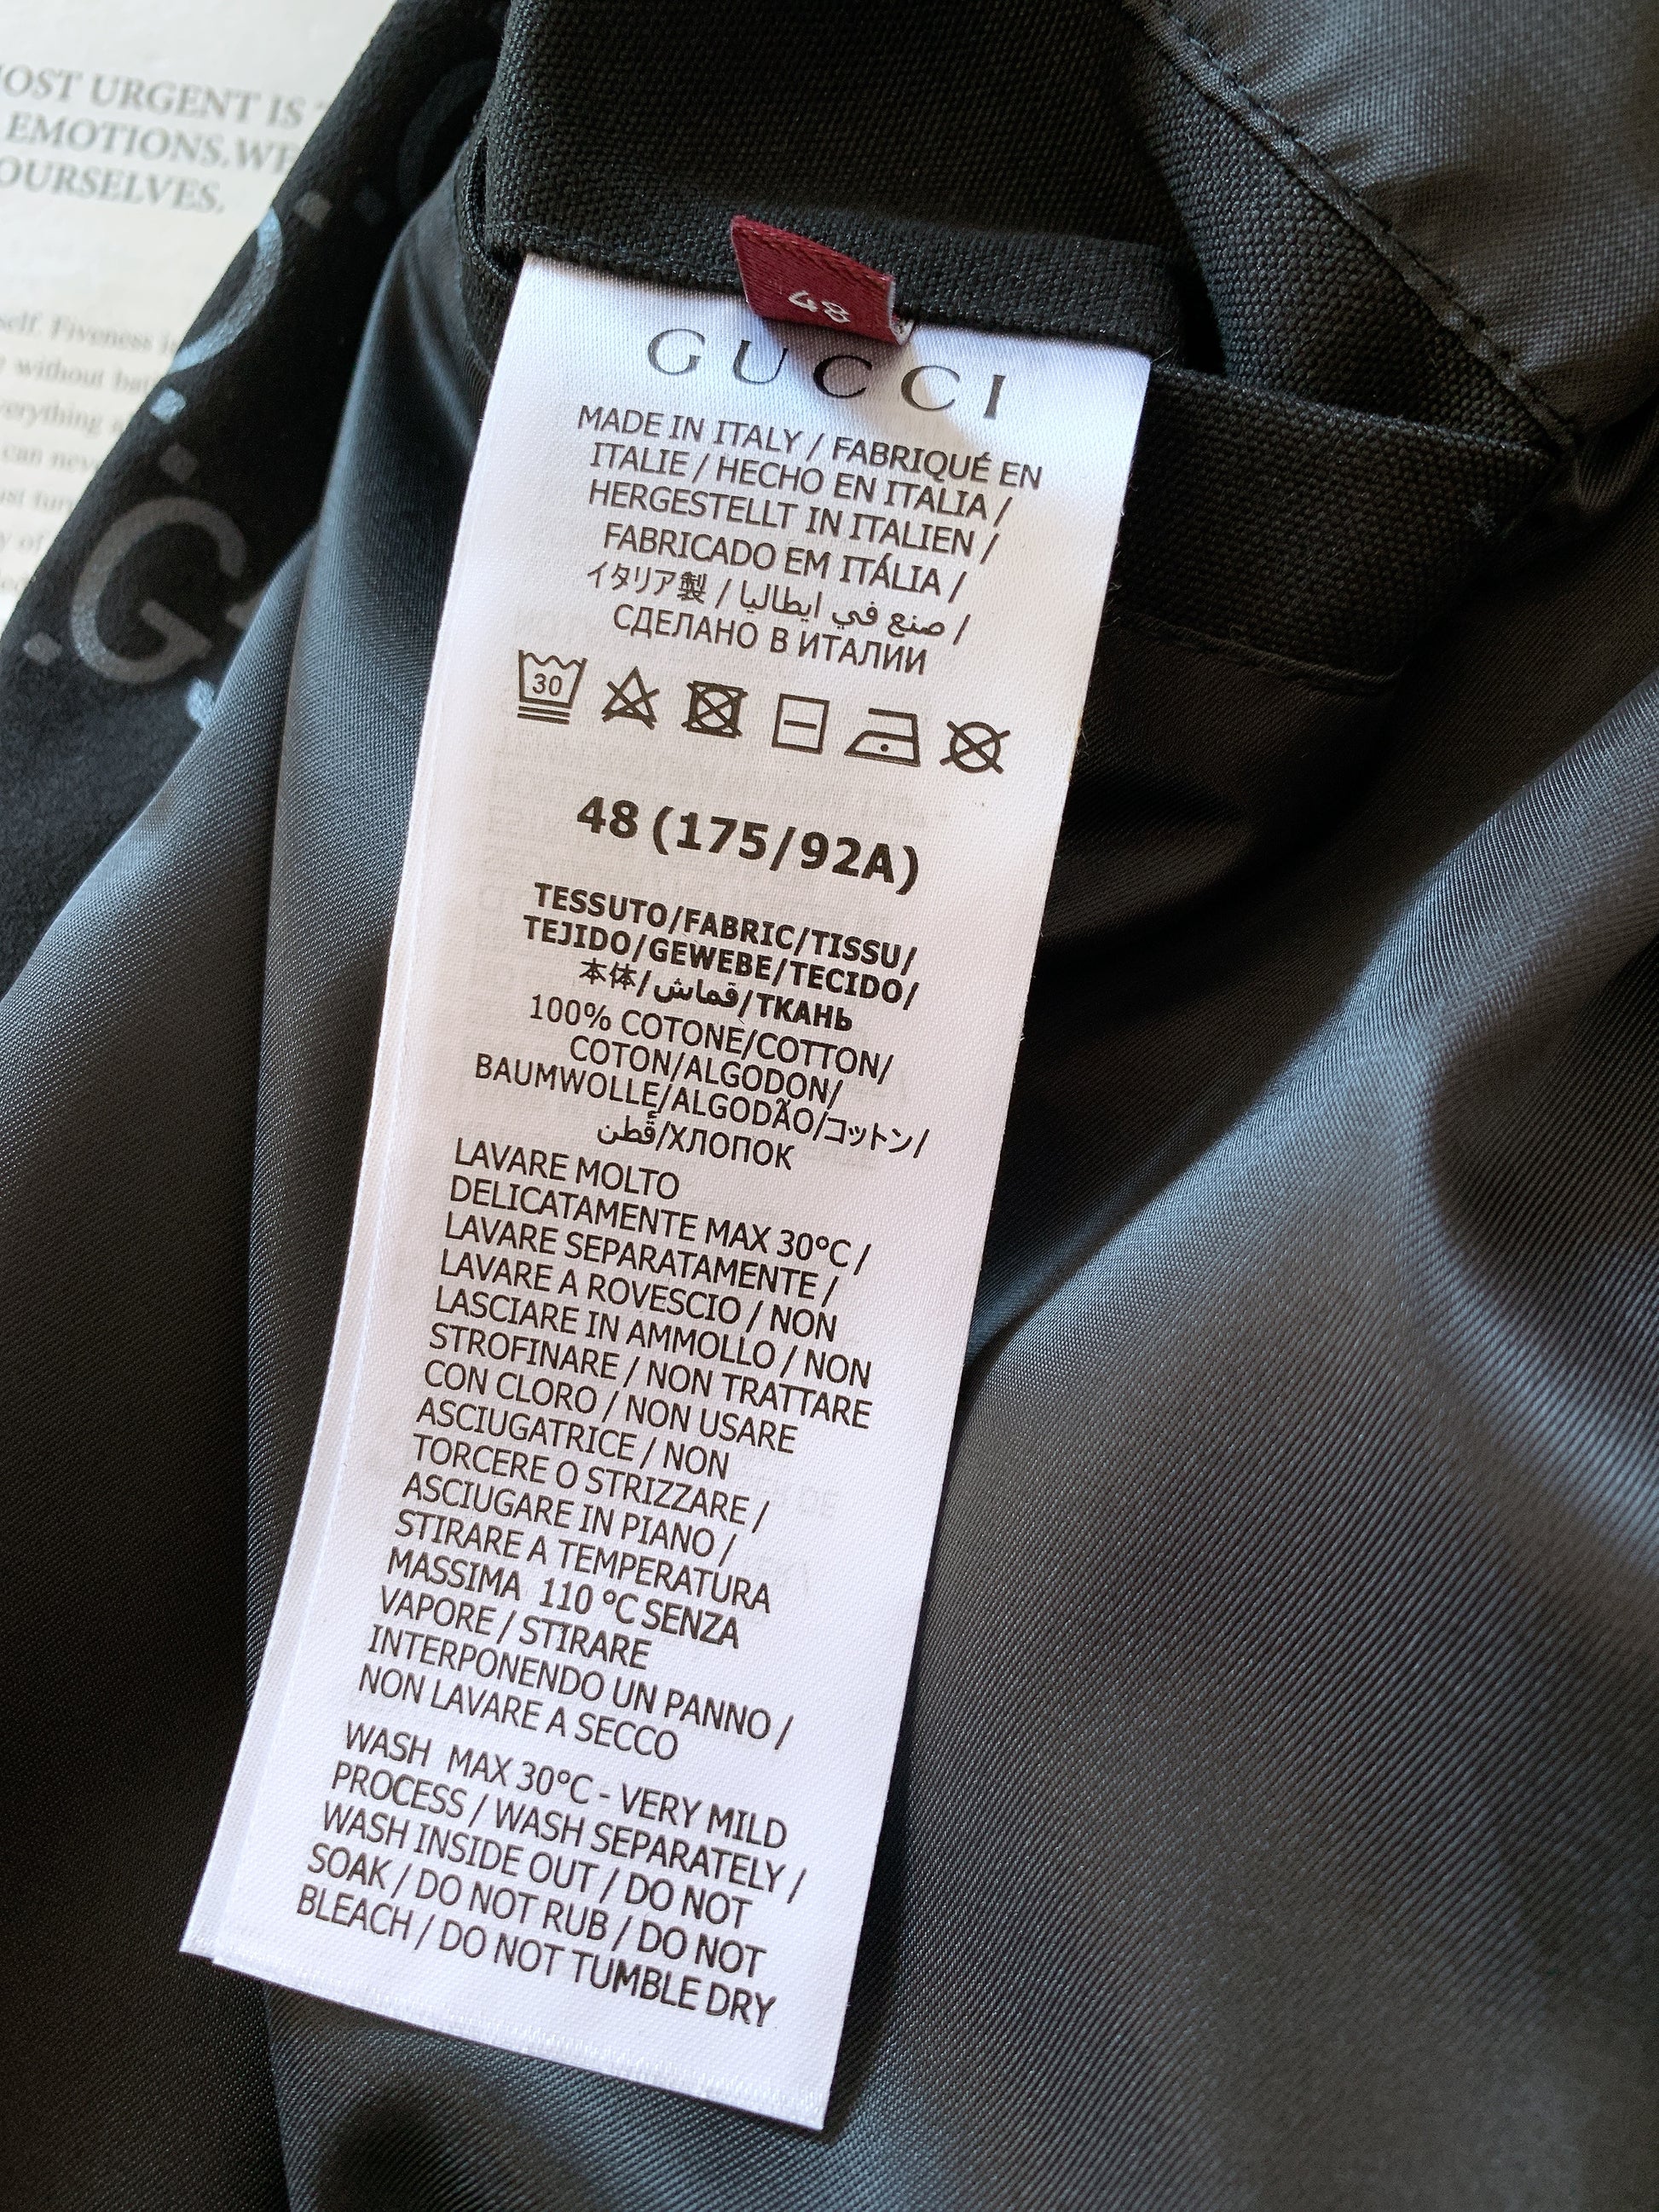 OST URGENT IS
EMOTIONS.WH
OURSELVES.
self. Fiveness
without
everything
can
48
GUCCI
MADE IN ITALY / FABRIQUÉ EN
ITALIE / HECHO EN ITALIA /
HERGESTELLT IN ITALIEN /
FABRICADO EM ITÁLIA /
イタリア製 / صنع في ايطاليا /
СДЕЛАНО В ИТАЛИИ
30
48 (175/92A)
TESSUTO/FABRIC/TISSU/
TEJIDO/GEWEBE/TECIDO/
本体/قماش/ТКАНЬ
100% COTONE/COTTON/
COTON/ALGODON/
BAUMWOLLE/ALGODÃO/コットン/
قُطن/ХЛОПОК
LAVARE MOLTO
DELICATAMENTE MAX 30°C /
LAVARE SEPARATAMENTE /
LAVARE A ROVESCIO / NON
LASCIARE IN AMMOLLO / NON
STROFINARE / NON TRATTARE
CON CLORO / NON USARE
ASCIUGATRICE / NON
TORCERE O STRIZZARE /
ASCIUGARE IN PIANO /
STIRARE A TEMPERATURA
MASSIMA 110 °C SENZA
VAPORE / STIRARE
INTERPONENDO UN PANNO /
NON LAVARE A SECCO
WASH MAX 30°C - VERY MILD
PROCESS / WASH SEPARATELY /
WASH INSIDE OUT / DO NOT
SOAK / DO NOT RUB / DO NOT
BLEACH / DO NOT TUMBLE DRY
G